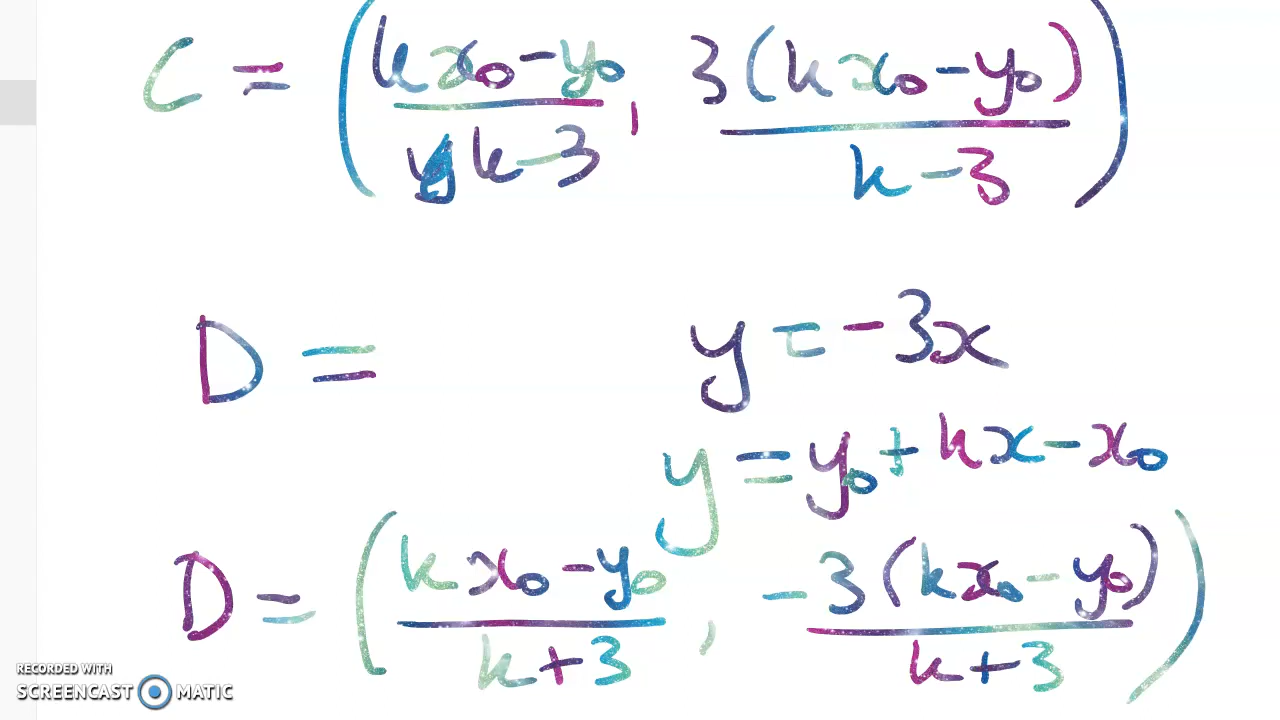 C = ((kx₀-y₀)/(k-3), 3(kx₀-y₀)/(k-3))
D = y = -3x
y = y₀+kx-x₀
D = ((kx₀-y₀)/(k+3), -3(kx₀-y₀)/(k+3))
RECORDED WITH
SCREENCAST MATIC